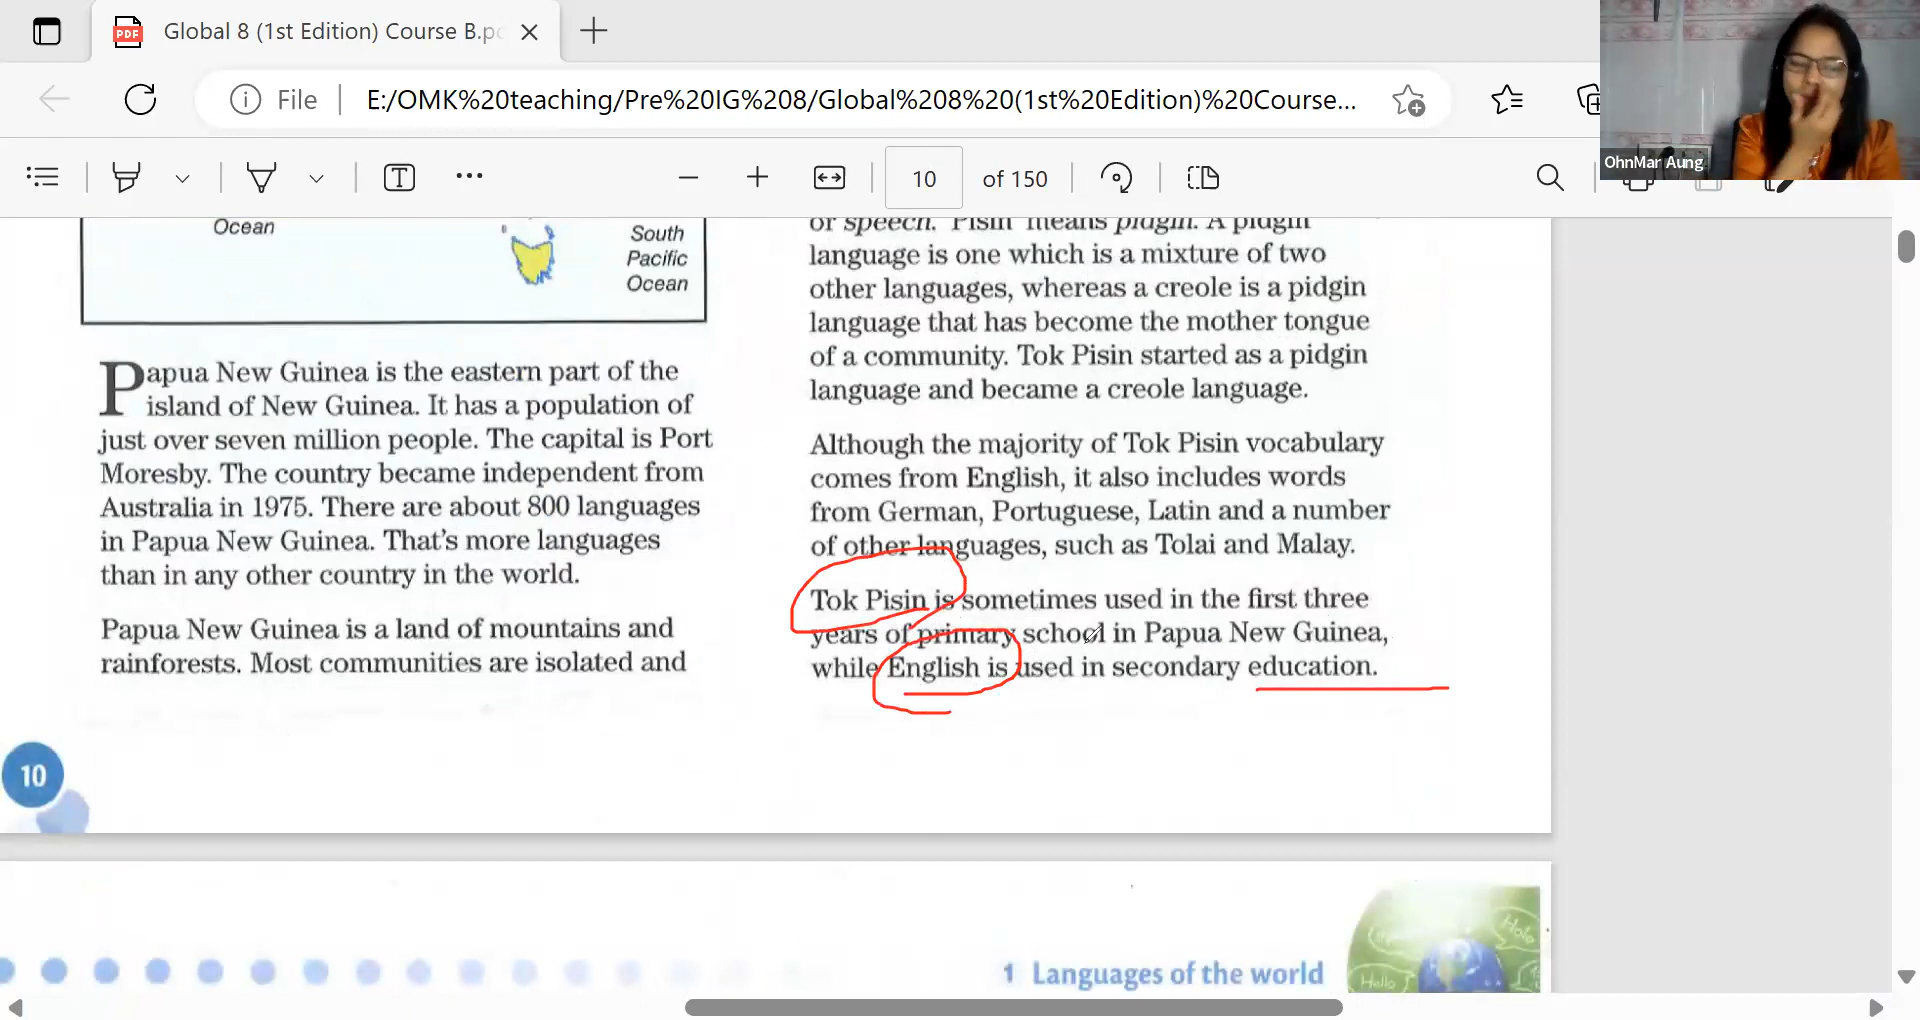 Global 8 (1st Edition) Course B.p
File
E:/OMK%20teaching/Pre%20IG%208/Global%208%20(1st%20Edition)%20Course...
OhnMar Aung
10
of 150
Ocean
South
Pacific
Ocean
Papua New Guinea is the eastern part of the
island of New Guinea. It has a population of
just over seven million people. The capital is Port
Moresby. The country became independent from
Australia in 1975. There are about 800 languages
in Papua New Guinea. That's more languages
than in any other country in the world.
Papua New Guinea is a land of mountains and
rainforests. Most communities are isolated and
or speech. Pisin means pidgin. A pidgin
language is one which is a mixture of two
other languages, whereas a creole is a pidgin
language that has become the mother tongue
of a community. Tok Pisin started as a pidgin
language and became a creole language.
Although the majority of Tok Pisin vocabulary
comes from English, it also includes words
from German, Portuguese, Latin and a number
of other languages, such as Tolai and Malay.
Tok Pisin is sometimes used in the first three
years of primary school in Papua New Guinea,
while English is used in secondary education.
10
1 Languages of the world
Hola
Hello